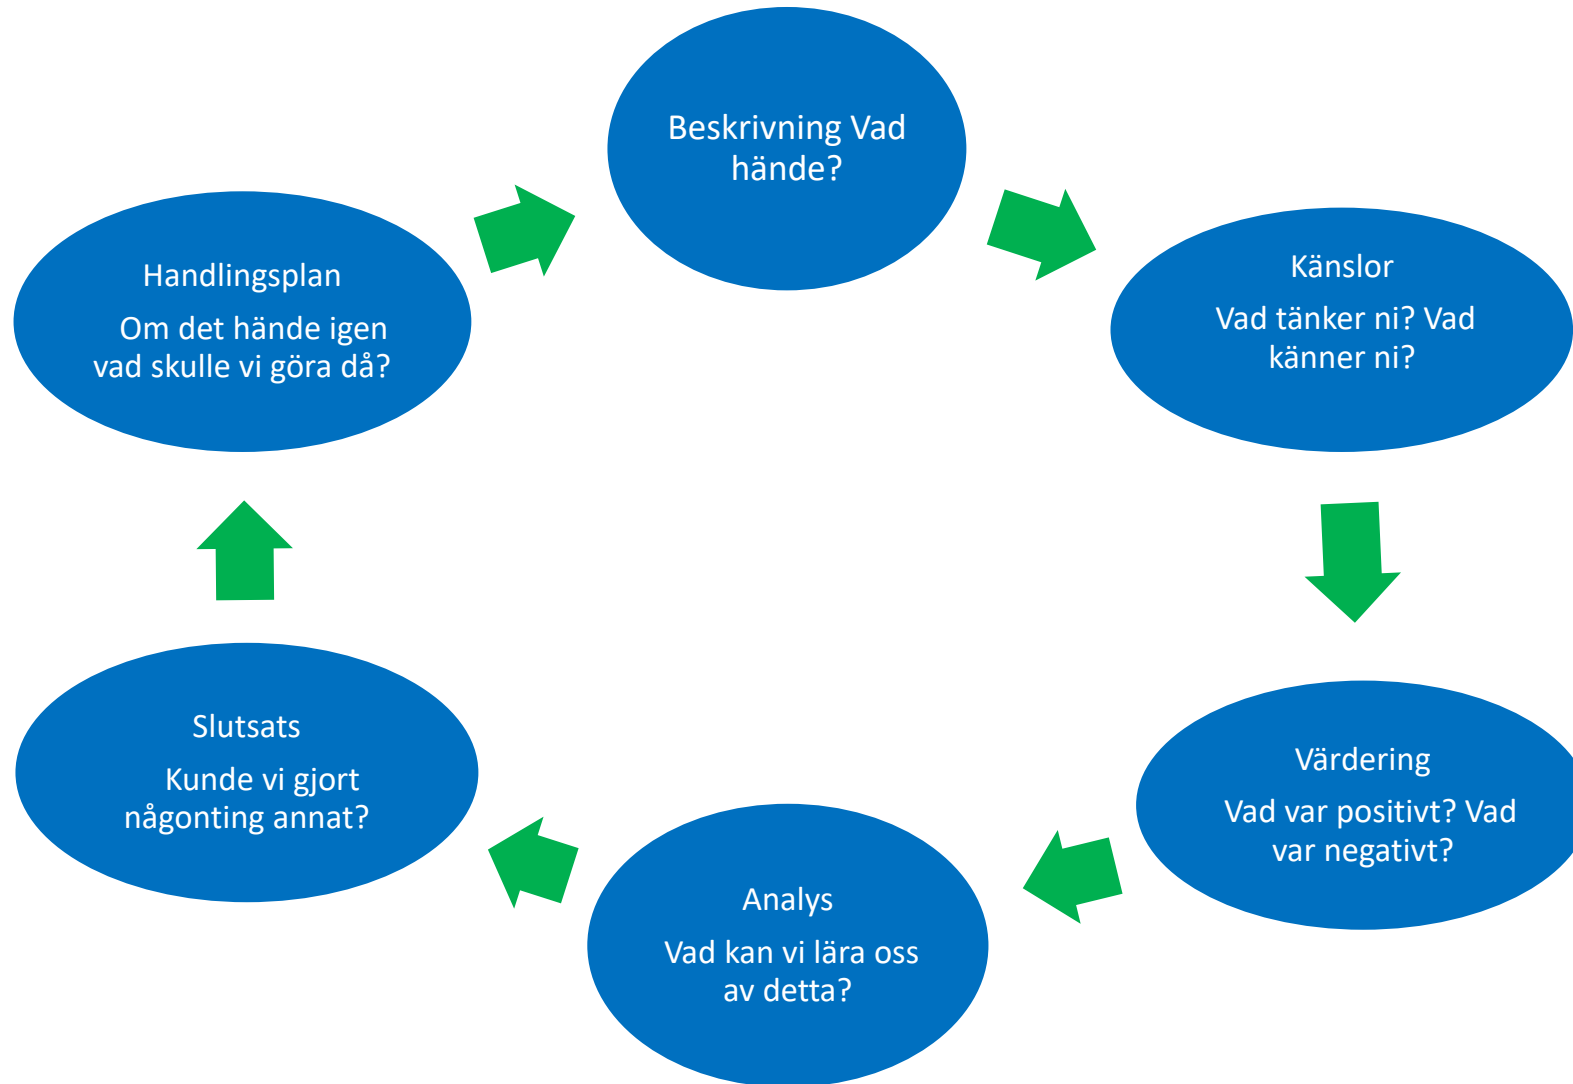 Beskrivning Vad
hände?
Känslor
Vad tänker ni? Vad
känner ni?
Värdering
Vad var positivt? Vad
var negativt?
Analys
Vad kan vi lära oss
av detta?
Slutsats
Kunde vi gjort
någonting annat?
Handlingsplan
Om det hände igen
vad skulle vi göra då?